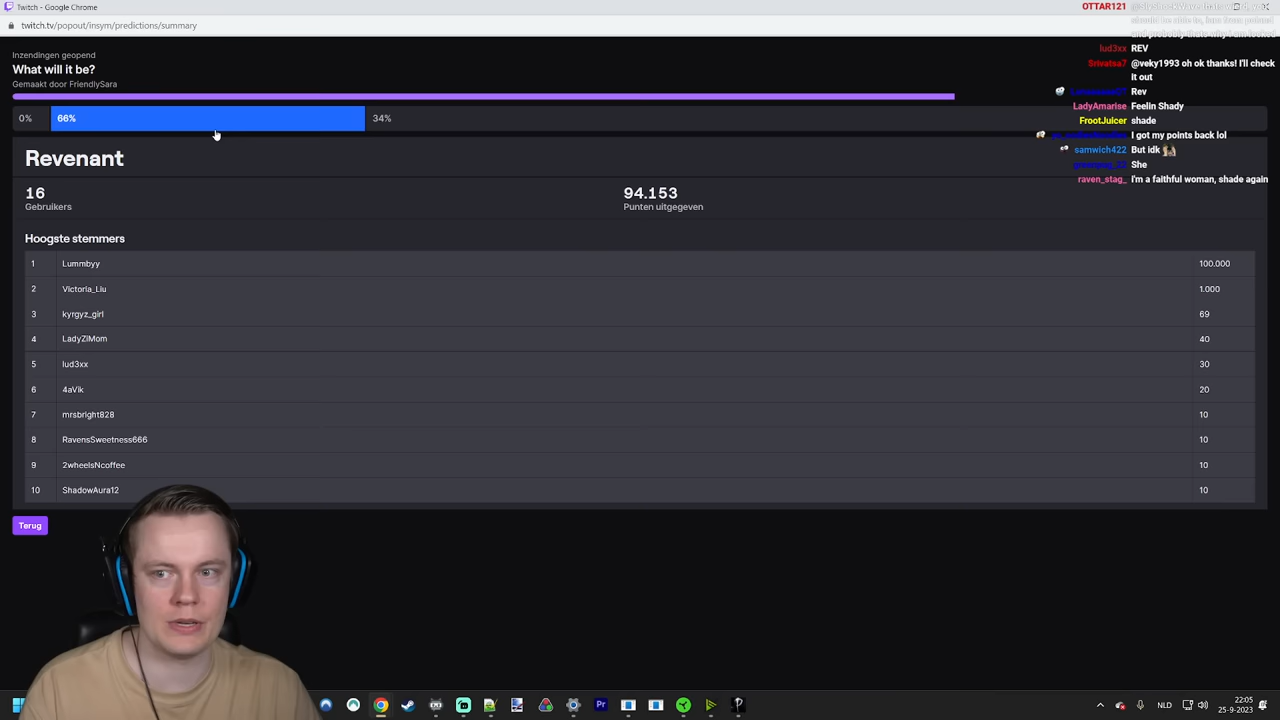 Twitch - Google Chrome
twitch.tv/popout/insym/predictions/summary
Inzendingen geopend
What will it be?
Gemaakt door FriendlySara
0%
66%
34%
Revenant
16
Gebruikers
94.153
Punten uitgegeven
Hoogste stemmers
1 Lummbyy 100.000
2 Victoria_Liu 1.000
3 kyrgyz_girl 69
4 LadyZiMom 40
5 lud3xx 30
6 4aVik 20
7 mrsbright828 10
8 RavensSweetness666 10
9 2wheelsNcoffee 10
10 ShadowAura12 10
Terug
OTTAR121
lud3xx REV
Srivatsa7 @veky1993 oh ok thanks! I'll check
it out
Rev
LadyAmarise Feelin Shady
FrootJuicer shade
I got my points back lol
samwich422 But idk
She
raven_stag_ i'm a faithful woman, shade again
Pr
NLD
22:05
25-9-2023